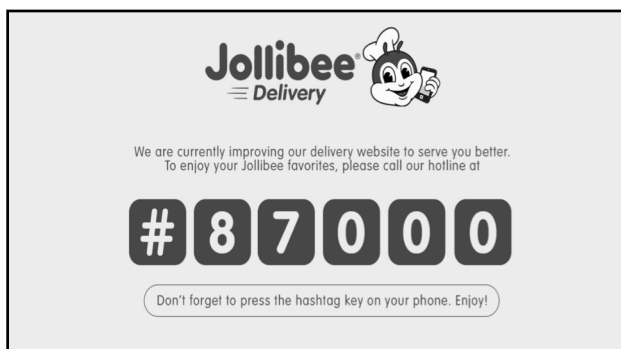 Jollibee®
Delivery
We are currently improving our delivery website to serve you better.
To enjoy your Jollibee favorites, please call our hotline at
#87000
Don't forget to press the hashtag key on your phone. Enjoy!